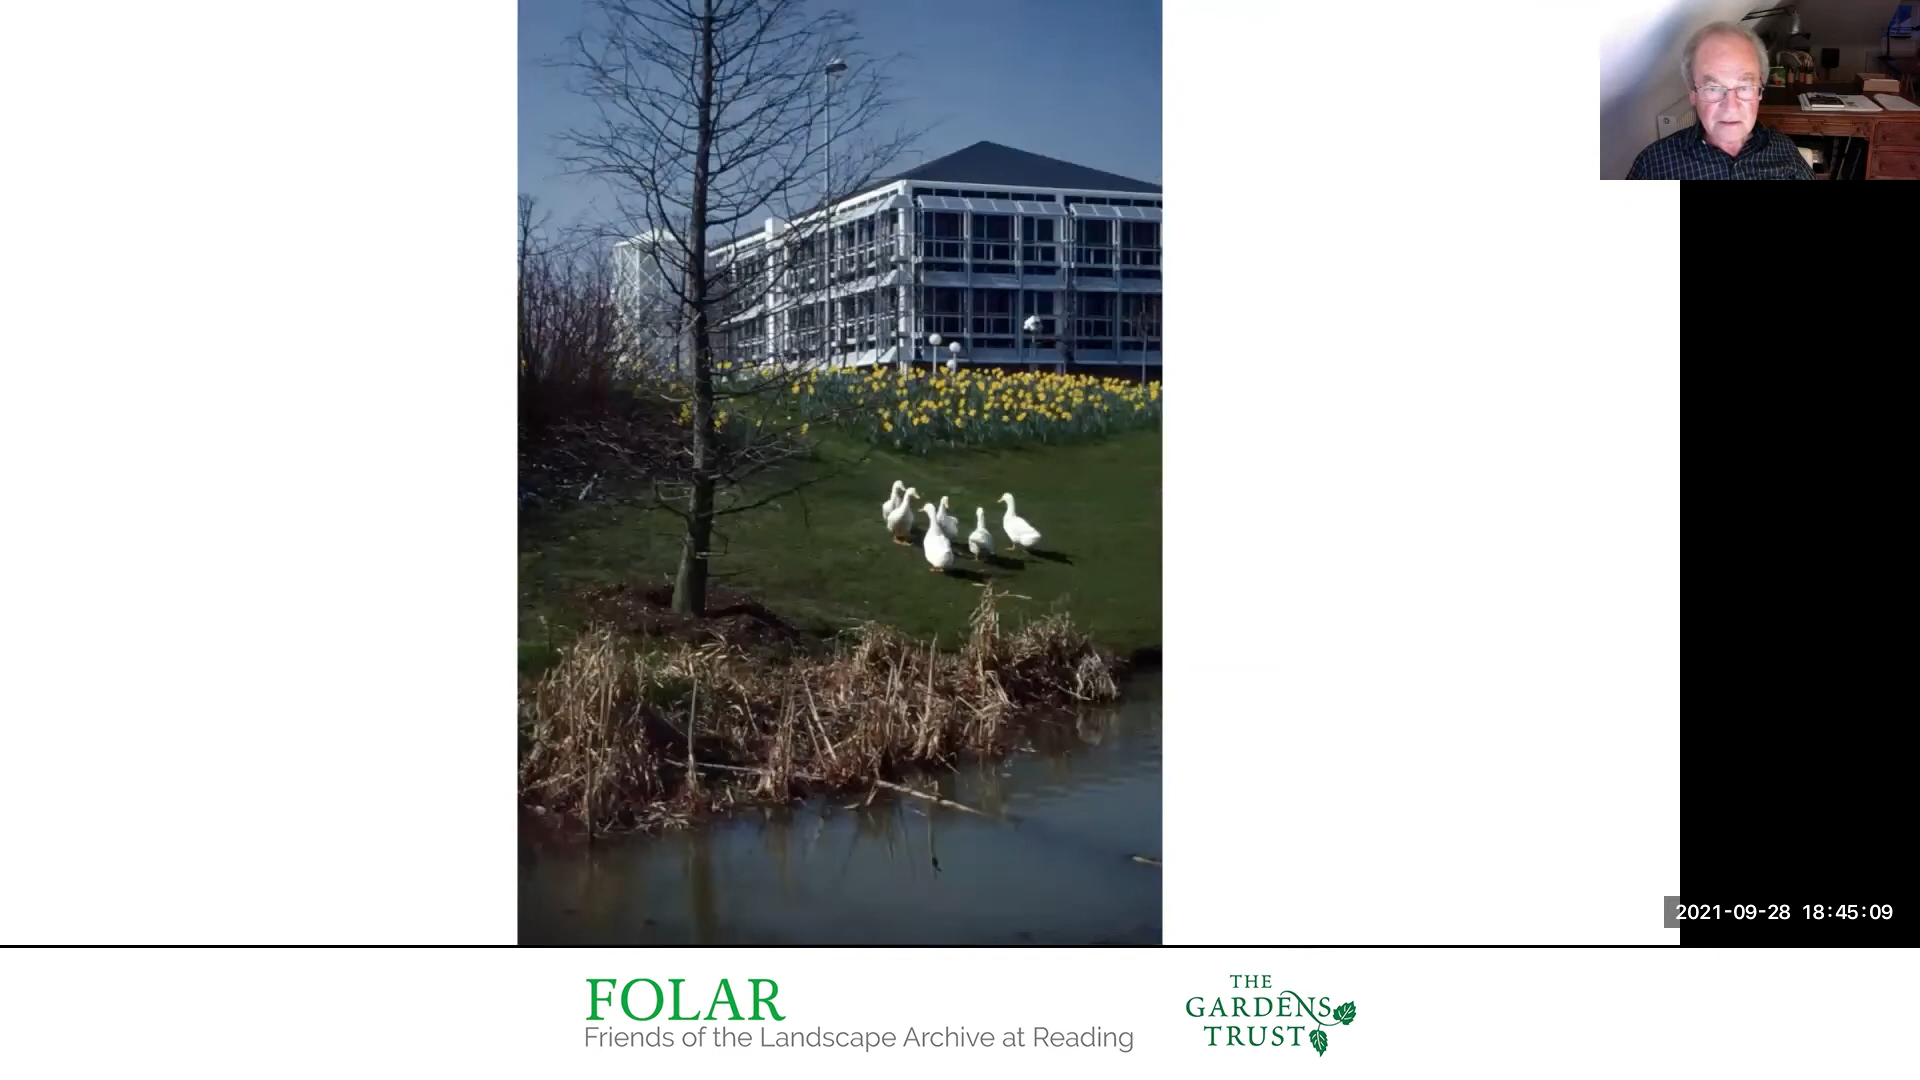 2021-09-28 18:45:09
FOLAR
Friends of the Landscape Archive at Reading
THE
GARDENS
TRUST